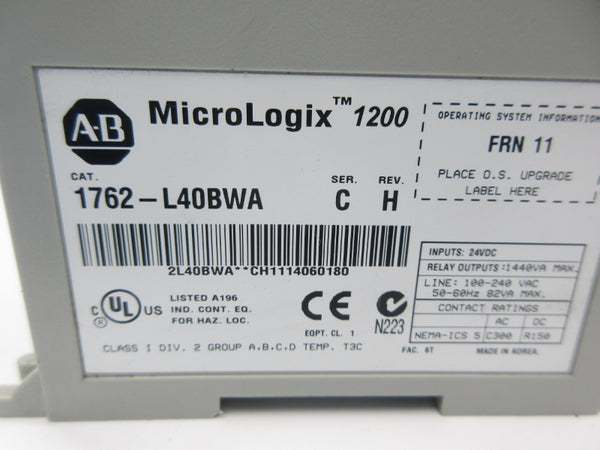 A-B
MicroLogix™ 1200
CAT.
SER.
REV.
1762-L40BWA
C
H
2L40BWA**CH1114060180
OPERATING SYSTEM INFORMATION
FRN 11
PLACE O.S. UPGRADE
LABEL HERE
INPUTS: 24VDC
RELAY OUTPUTS:1440VA MAX.
LINE: 100-240 VAC
50-60Hz 82VA MAX.
CONTACT RATINGS
AC DC
NEMA-ICS 5 C300 R150
C UL US
LISTED A196
IND. CONT. EQ.
FOR HAZ. LOC.
CE
EQPT. CL. 1
N223
CLASS I DIV. 2 GROUP A,B,C,D TEMP. T3C
FAC. 6T
MADE IN KOREA.